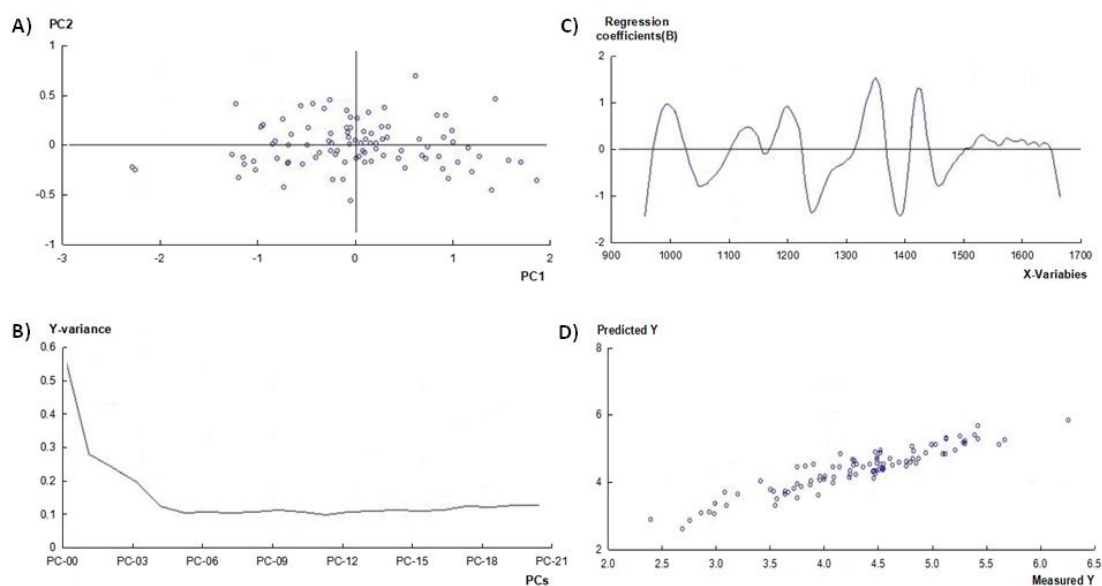 A)
PC2
1
0.5
0
-0.5
-1
-3 -2 -1 0 1 2
PC1
B)
Y-variance
0.6
0.5
0.4
0.3
0.2
0.1
0
PC-00 PC-03 PC-06 PC-09 PC-12 PC-15 PC-18 PC-21
PCs
C)
Regression
coefficients(B)
2
1
0
-1
-2
900 1000 1100 1200 1300 1400 1500 1600 1700
X-Variabies
D)
Predicted Y
8
6
4
2
2.0 2.5 3.0 3.5 4.0 4.5 5.0 5.5 6.0 6.5
Measured Y